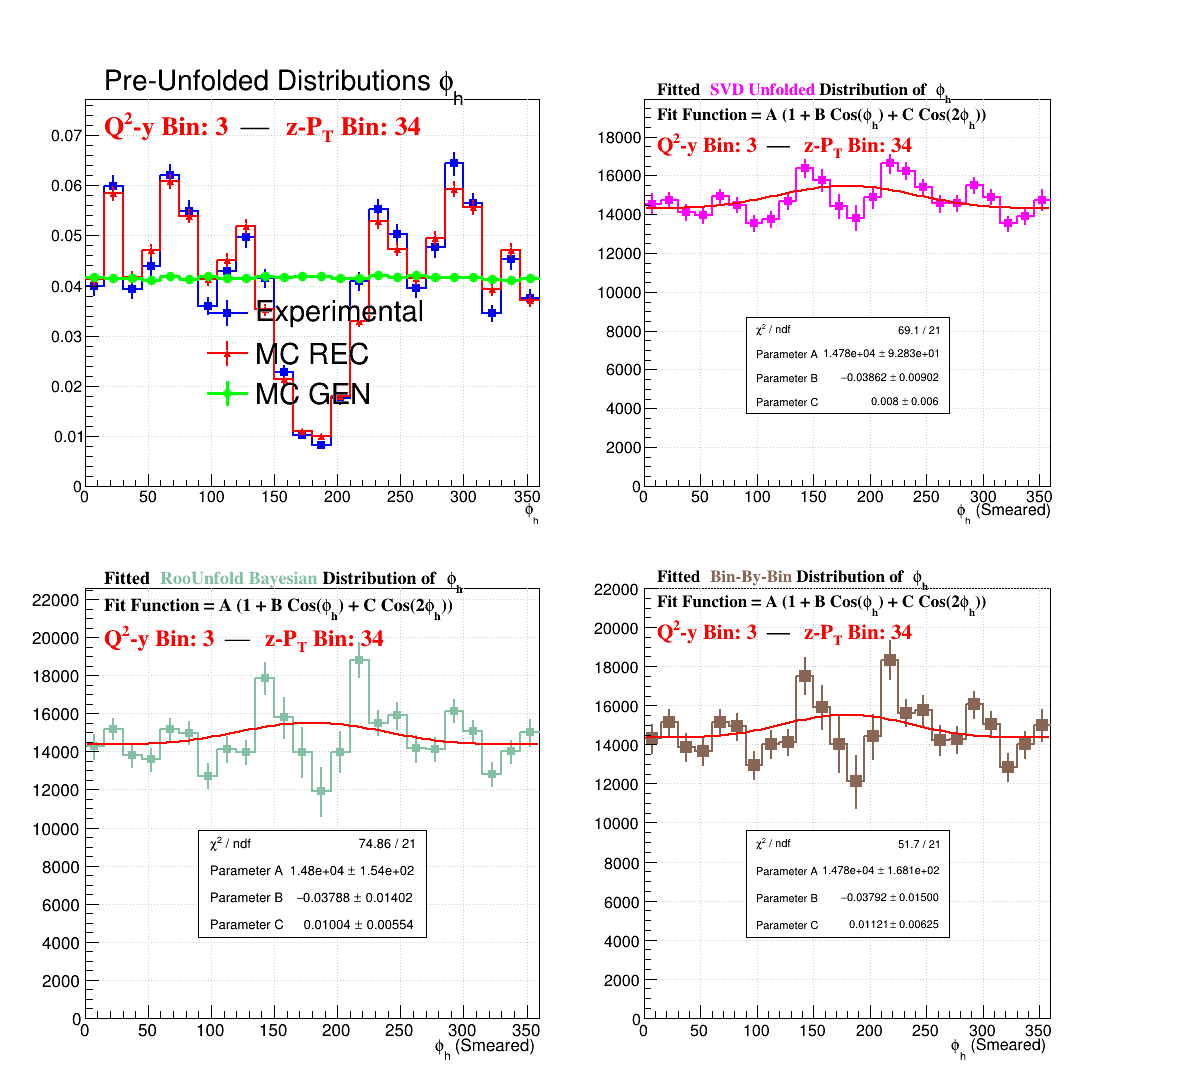 Pre-Unfolded Distributions ϕh
Q²-y Bin: 3 — z-PT Bin: 34
0.07
0.06
0.05
0.04
0.03
0.02
0.01
0
Experimental
MC REC
MC GEN
0 50 100 150 200 250 300 350
ϕh
Fitted SVD Unfolded Distribution of ϕh
Fit Function = A (1 + B Cos(ϕh) + C Cos(2ϕh))
Q²-y Bin: 3 — z-PT Bin: 34
18000
16000
14000
12000
10000
8000
6000
4000
2000
0
χ² / ndf 69.1 / 21
Parameter A 1.478e+04 ± 9.283e+01
Parameter B −0.03862 ± 0.00902
Parameter C 0.008 ± 0.006
0 50 100 150 200 250 300 350
ϕh (Smeared)
Fitted RooUnfold Bayesian Distribution of ϕh
Fit Function = A (1 + B Cos(ϕh) + C Cos(2ϕh))
Q²-y Bin: 3 — z-PT Bin: 34
22000
20000
18000
16000
14000
12000
10000
8000
6000
4000
2000
0
χ² / ndf 74.86 / 21
Parameter A 1.48e+04 ± 1.54e+02
Parameter B −0.03788 ± 0.01402
Parameter C 0.01004 ± 0.00554
0 50 100 150 200 250 300 350
ϕh (Smeared)
Fitted Bin-By-Bin Distribution of ϕh
Fit Function = A (1 + B Cos(ϕh) + C Cos(2ϕh))
Q²-y Bin: 3 — z-PT Bin: 34
22000
20000
18000
16000
14000
12000
10000
8000
6000
4000
2000
0
χ² / ndf 51.7 / 21
Parameter A 1.478e+04 ± 1.681e+02
Parameter B −0.03792 ± 0.01500
Parameter C 0.01121 ± 0.00625
0 50 100 150 200 250 300 350
ϕh (Smeared)